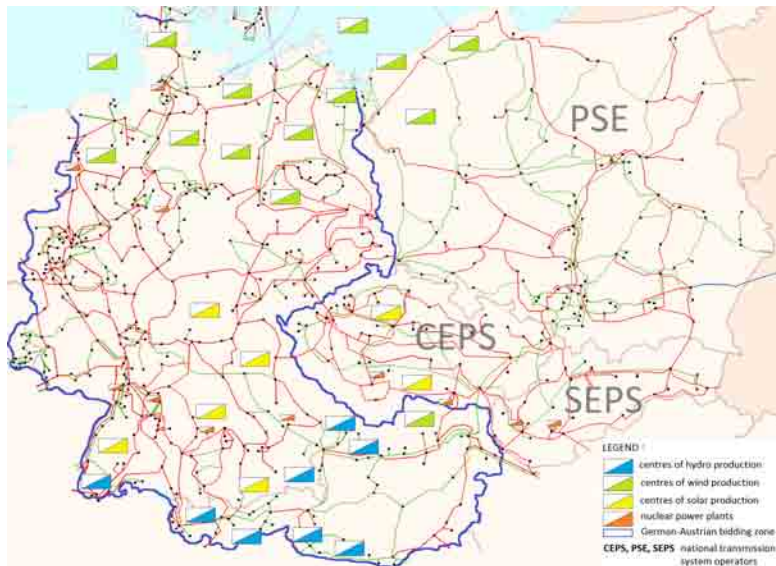 PSE
CEPS
SEPS
LEGEND :
centres of hydro production
centres of wind production
centres of solar production
nuclear power plants
German-Austrian bidding zone
CEPS, PSE, SEPS national transmission
system operators